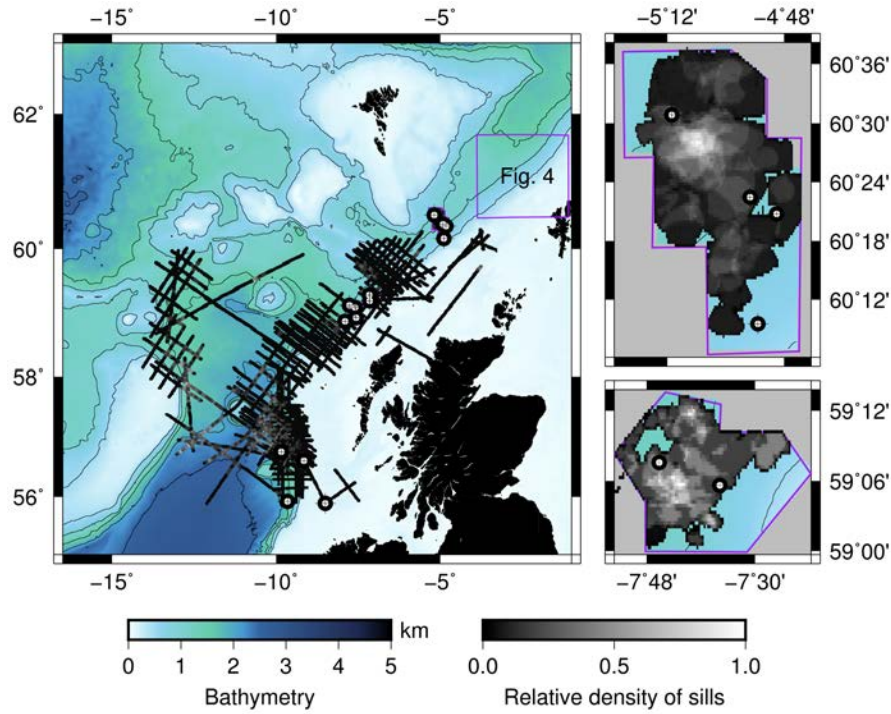 −15˚ −10˚ −5˚
−5˚12' −4˚48'
62˚
60˚
58˚
56˚
Fig. 4
−15˚ −10˚ −5˚
60˚36'
60˚30'
60˚24'
60˚18'
60˚12'
59˚12'
59˚06'
59˚00'
−7˚48' −7˚30'
km
0 1 2 3 4 5
Bathymetry
0.0 0.5 1.0
Relative density of sills